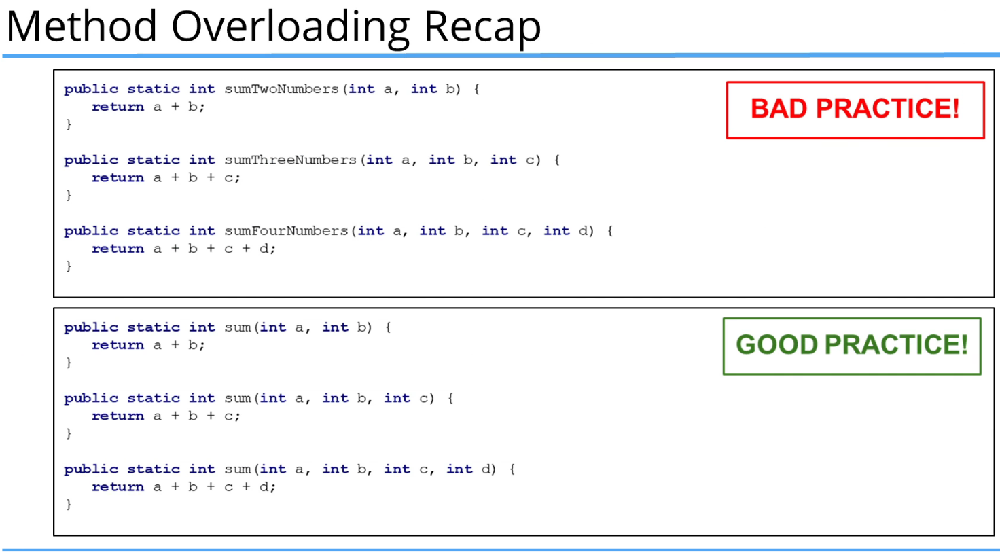 Method Overloading Recap
public static int sumTwoNumbers(int a, int b) {
return a + b;
}
BAD PRACTICE!
public static int sumThreeNumbers(int a, int b, int c) {
return a + b + c;
}
public static int sumFourNumbers(int a, int b, int c, int d) {
return a + b + c + d;
}
public static int sum(int a, int b) {
return a + b;
}
GOOD PRACTICE!
public static int sum(int a, int b, int c) {
return a + b + c;
}
public static int sum(int a, int b, int c, int d) {
return a + b + c + d;
}